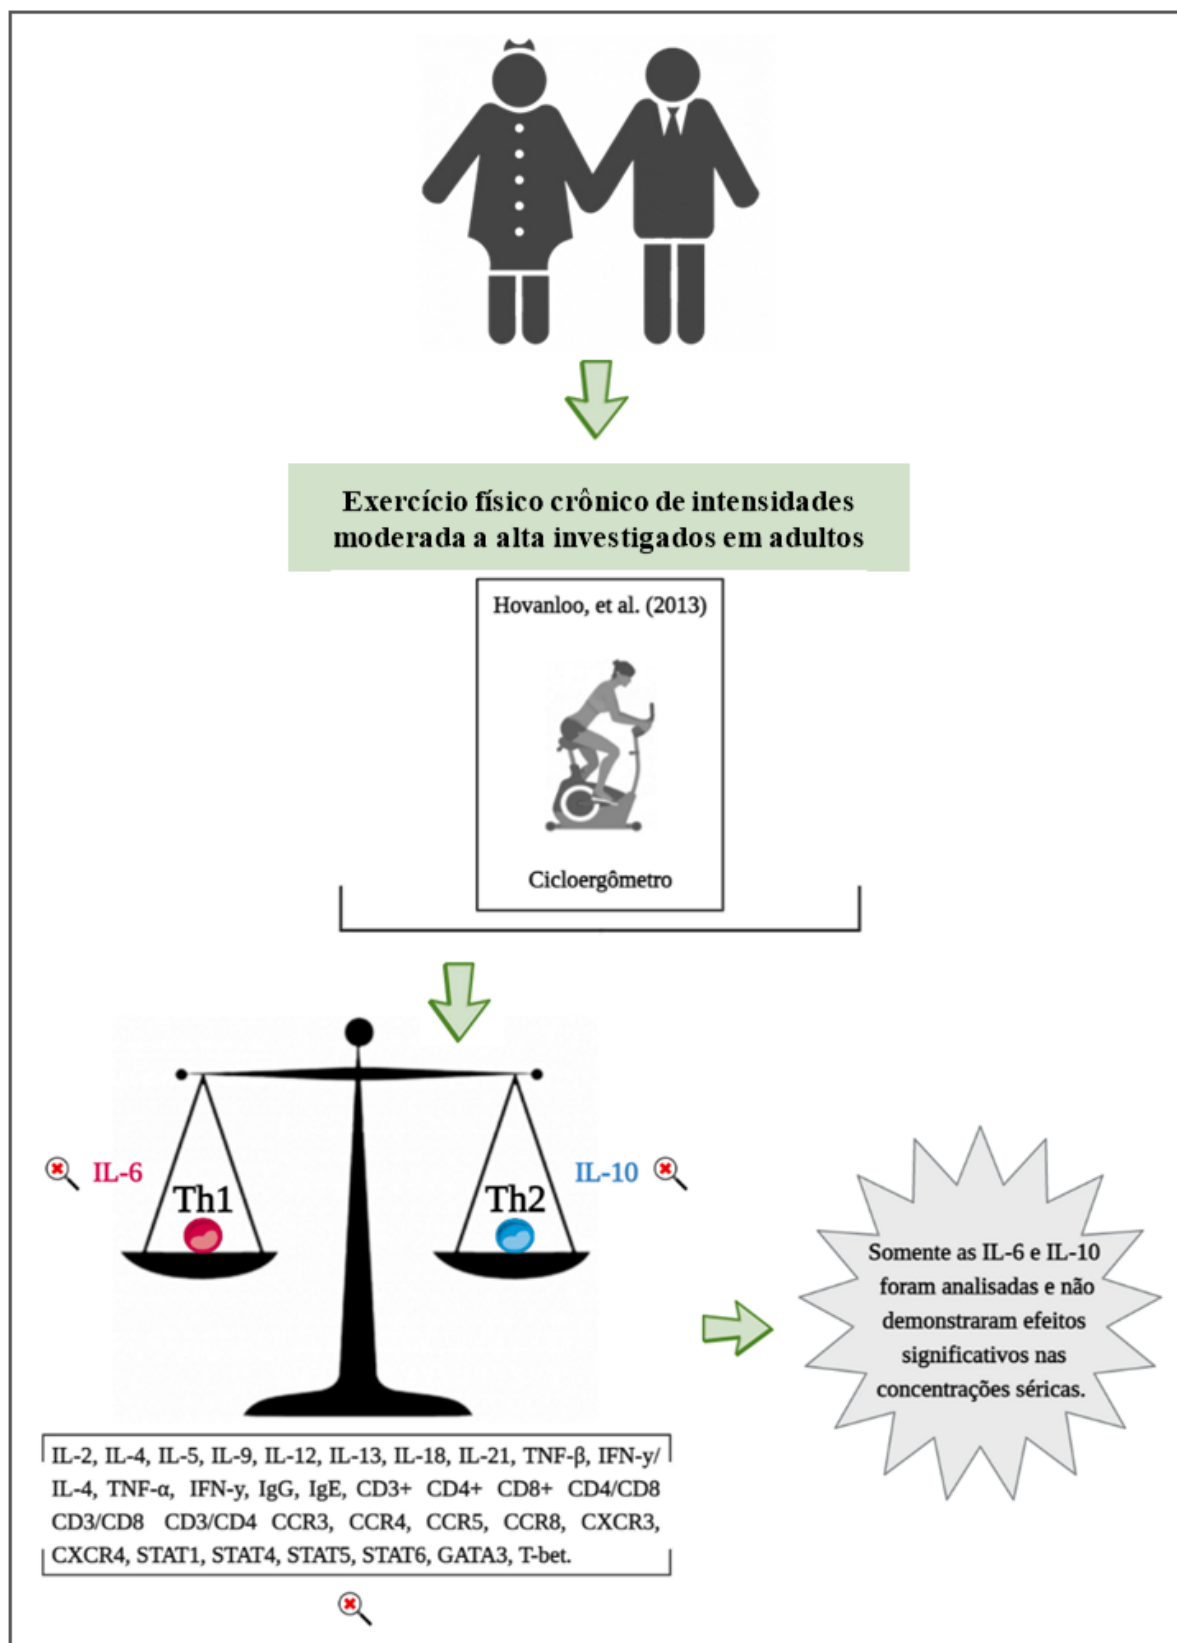 Exercício físico crônico de intensidades
moderada a alta investigados em adultos
Hovanloo, et al. (2013)
Cicloergômetro
IL-6
Th1
Th2
IL-10
Somente as IL-6 e IL-10
foram analisadas e não
demonstraram efeitos
significativos nas
concentrações séricas.
IL-2, IL-4, IL-5, IL-9, IL-12, IL-13, IL-18, IL-21, TNF-β, IFN-y/
IL-4, TNF-α, IFN-y, IgG, IgE, CD3+ CD4+ CD8+ CD4/CD8
CD3/CD8 CD3/CD4 CCR3, CCR4, CCR5, CCR8, CXCR3,
CXCR4, STAT1, STAT4, STAT5, STAT6, GATA3, T-bet.